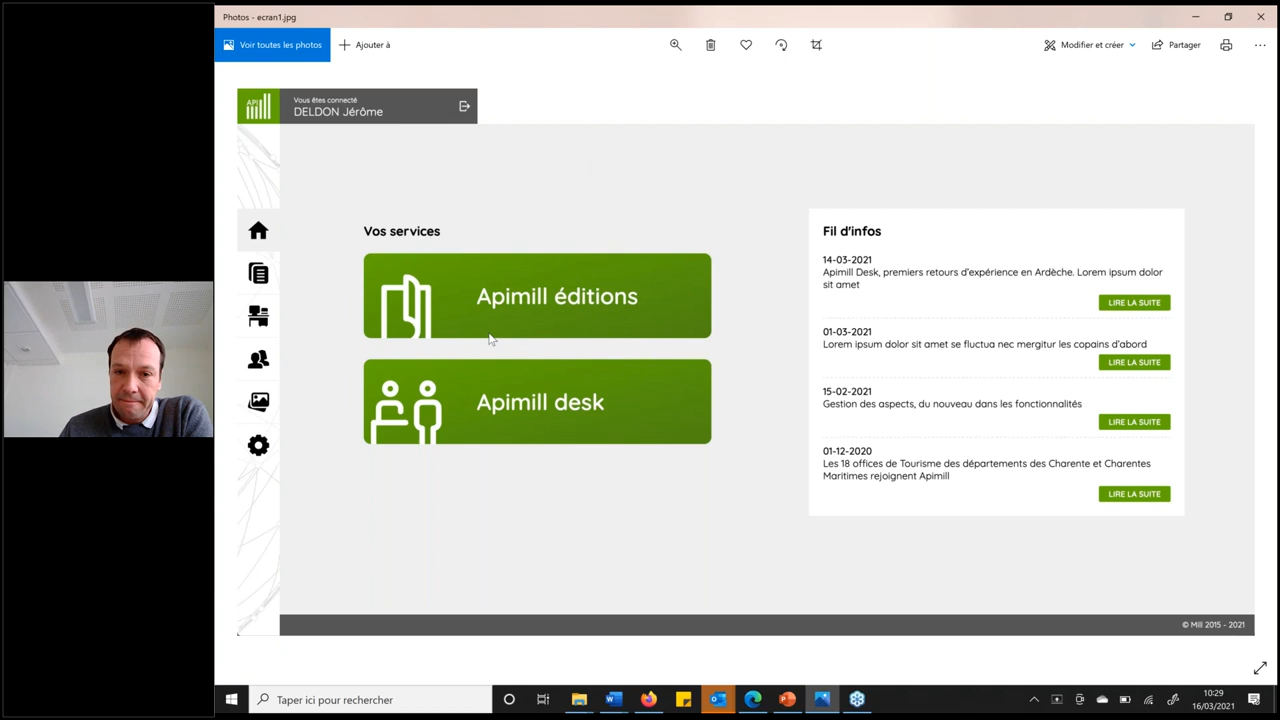 Photos - ecran1.jpg
Voir toutes les photos
Ajouter à
Modifier et créer
Partager
API
Vous êtes connecté
DELDON Jérôme
Vos services
Apimill éditions
Apimill desk
Fil d'infos
14-03-2021
Apimill Desk, premiers retours d'expérience en Ardèche. Lorem ipsum dolor
sit amet
LIRE LA SUITE
01-03-2021
Lorem ipsum dolor sit amet se fluctua nec mergitur les copains d'abord
LIRE LA SUITE
15-02-2021
Gestion des aspects, du nouveau dans les fonctionnalités
LIRE LA SUITE
01-12-2020
Les 18 offices de Tourisme des départements des Charente et Charentes
Maritimes rejoignent Apimill
LIRE LA SUITE
© Mill 2015 - 2021
Taper ici pour rechercher
10:29
16/03/2021